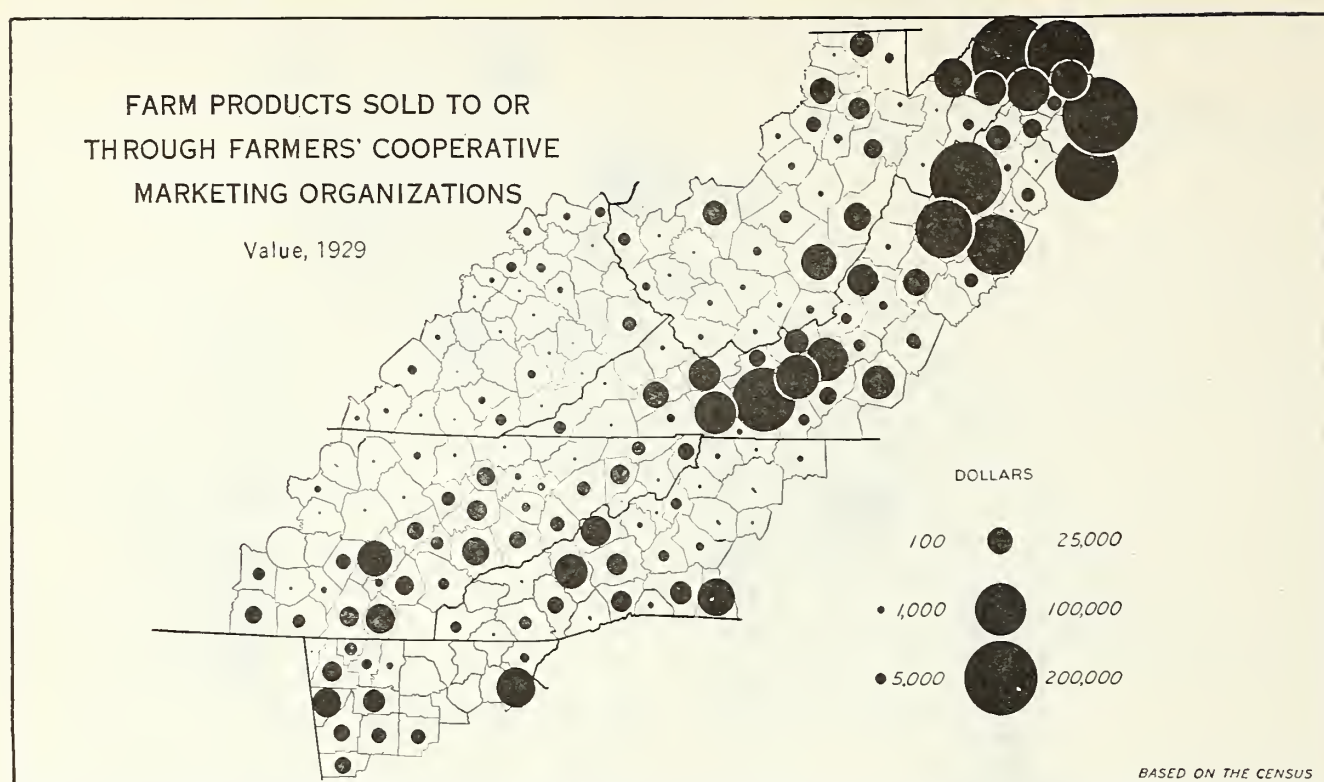 FARM PRODUCTS SOLD TO OR
THROUGH FARMERS' COOPERATIVE
MARKETING ORGANIZATIONS
Value, 1929
DOLLARS
100 25,000
1,000 100,000
5,000 200,000
BASED ON THE CENSUS